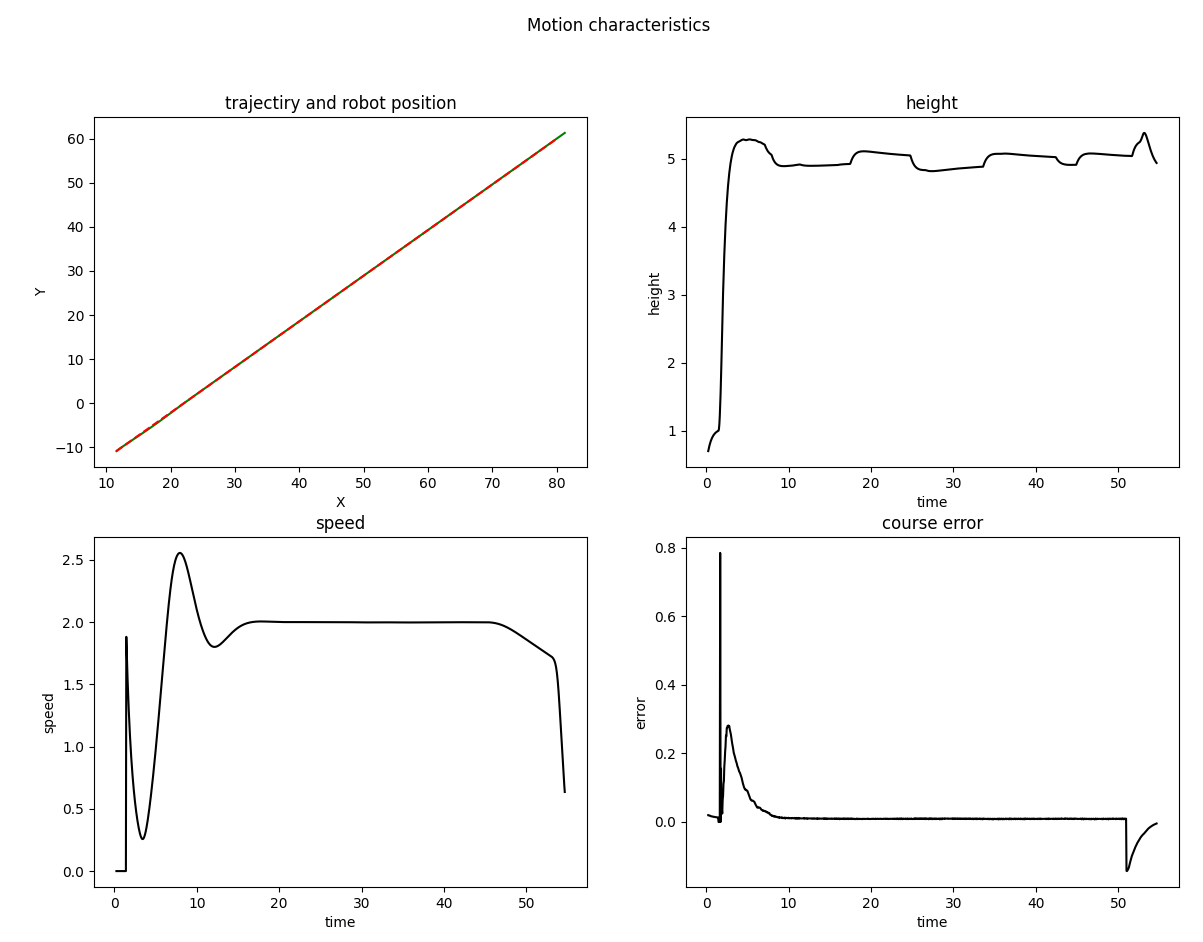 Motion characteristics
trajectiry and robot position
60
50
40
30
20
10
0
−10
Y
10 20 30 40 50 60 70 80
X
height
5
4
3
2
1
height
0 10 20 30 40 50
time
speed
2.5
2.0
1.5
1.0
0.5
0.0
speed
0 10 20 30 40 50
time
course error
0.8
0.6
0.4
0.2
0.0
error
0 10 20 30 40 50
time